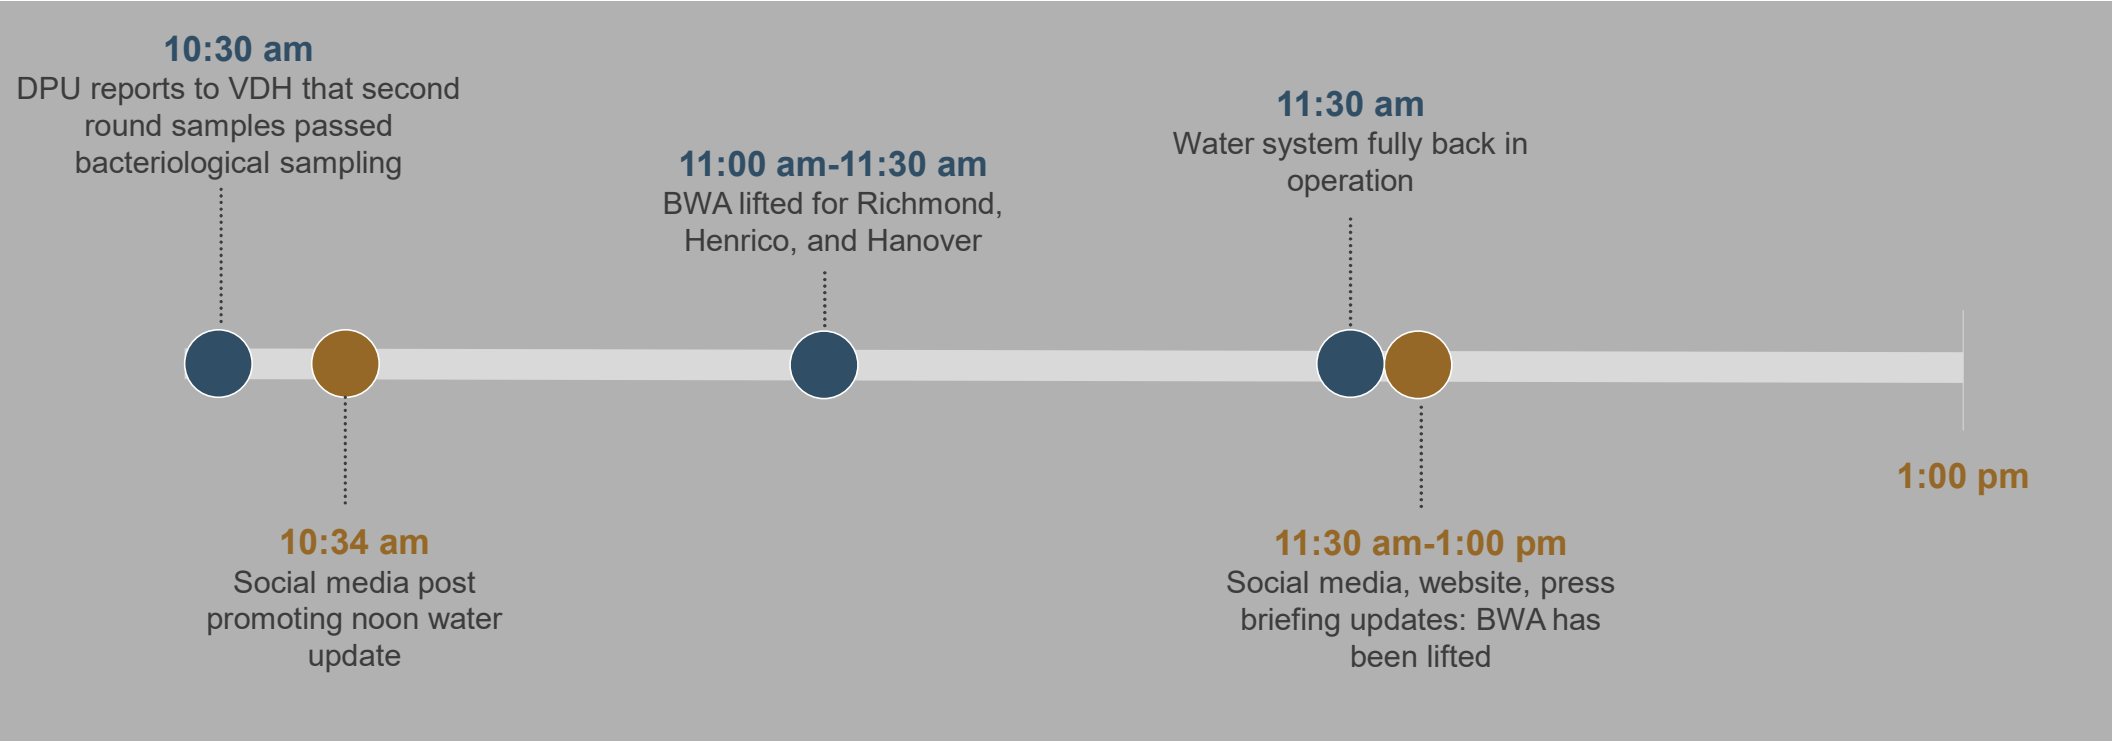 10:30 am
DPU reports to VDH that second
round samples passed
bacteriological sampling
10:34 am
Social media post
promoting noon water
update
11:00 am-11:30 am
BWA lifted for Richmond,
Henrico, and Hanover
11:30 am
Water system fully back in
operation
11:30 am-1:00 pm
Social media, website, press
briefing updates: BWA has
been lifted
1:00 pm